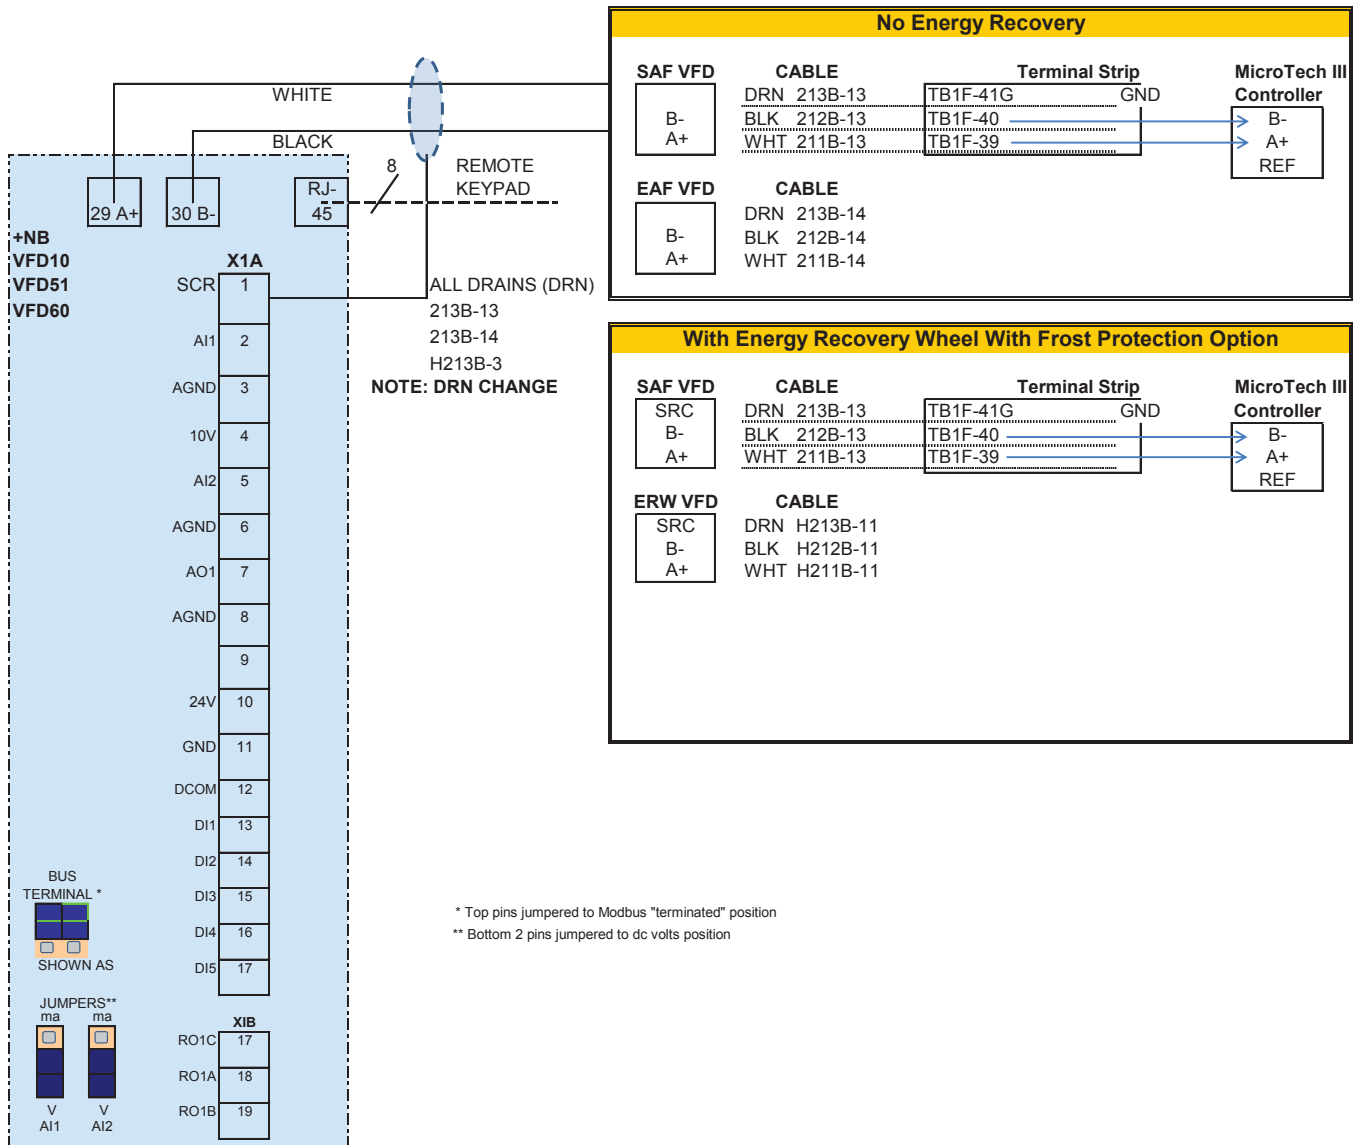 WHITE
BLACK
8
REMOTE
KEYPAD
29 A+
30 B-
RJ-
45
+NB
VFD10
VFD51
VFD60
X1A
SCR 1
AI1 2
AGND 3
10V 4
AI2 5
AGND 6
AO1 7
AGND 8
9
24V 10
GND 11
DCOM 12
DI1 13
DI2 14
DI3 15
DI4 16
DI5 17
XIB
RO1C 17
RO1A 18
RO1B 19
BUS
TERMINAL *
SHOWN AS
JUMPERS**
ma ma
V V
AI1 AI2
ALL DRAINS (DRN)
213B-13
213B-14
H213B-3
NOTE: DRN CHANGE
No Energy Recovery
SAF VFD CABLE Terminal Strip MicroTech III
Controller
DRN 213B-13 TB1F-41G GND
B- BLK 212B-13 TB1F-40 B-
A+ WHT 211B-13 TB1F-39 A+
REF
EAF VFD CABLE
DRN 213B-14
B- BLK 212B-14
A+ WHT 211B-14
With Energy Recovery Wheel With Frost Protection Option
SAF VFD CABLE Terminal Strip MicroTech III
Controller
SRC DRN 213B-13 TB1F-41G GND
B- BLK 212B-13 TB1F-40 B-
A+ WHT 211B-13 TB1F-39 A+
REF
ERW VFD CABLE
SRC DRN H213B-11
B- BLK H212B-11
A+ WHT H211B-11
* Top pins jumpered to Modbus "terminated" position
** Bottom 2 pins jumpered to dc volts position